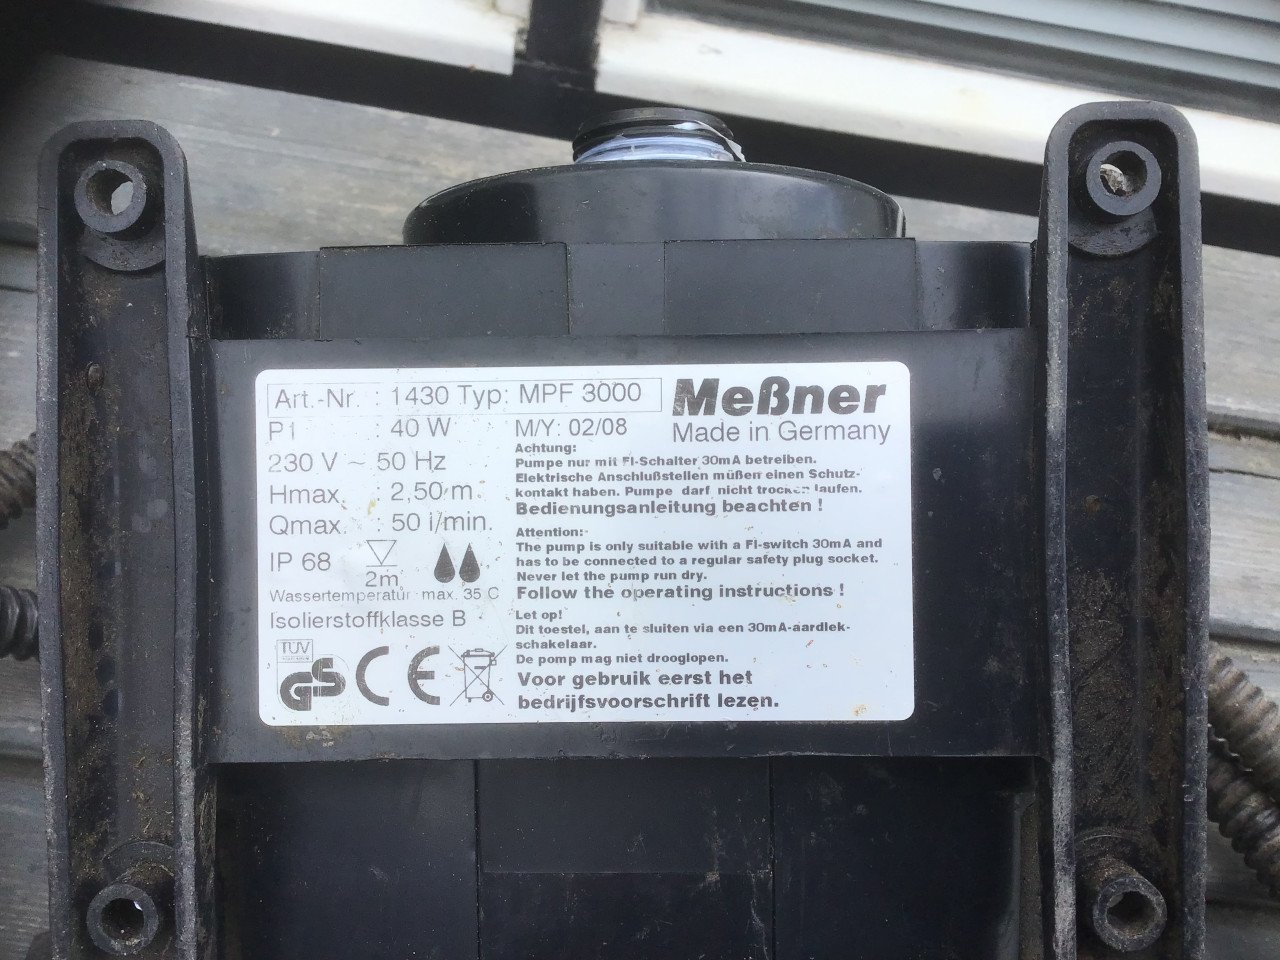 Art.-Nr. : 1430 Typ: MPF 3000
Meßner
Made in Germany
P1 : 40 W
M/Y: 02/08
230 V ~ 50 Hz
Hmax. : 2,50 m
Qmax. : 50 l/min.
IP 68
2m
Wassertemperatur max. 35 C
Isolierstoffklasse B
TÜV
GS CE
Achtung:
Pumpe nur mit FI-Schalter 30mA betreiben.
Elektrische Anschlußstellen müßen einen Schutz-
kontakt haben. Pumpe darf nicht trocken laufen.
Bedienungsanleitung beachten !
Attention:
The pump is only suitable with a FI-switch 30mA and
has to be connected to a regular safety plug socket.
Never let the pump run dry.
Follow the operating instructions !
Let op!
Dit toestel, aan te sluiten via een 30mA-aardlek-
schakelaar.
De pomp mag niet drooglopen.
Voor gebruik eerst het
bedrijfsvoorschrift lezen.